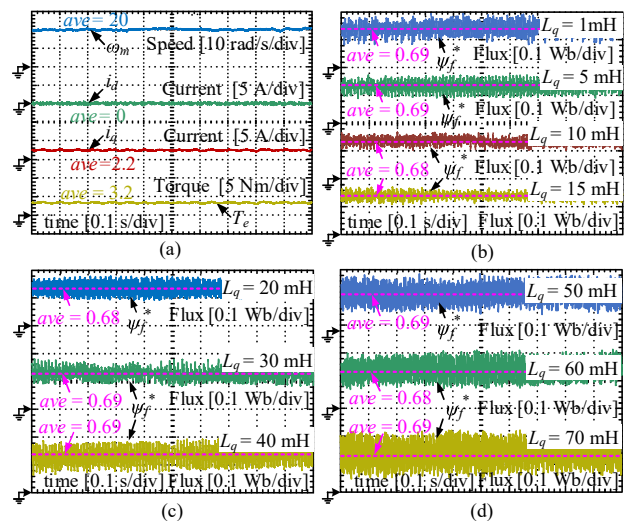 ave = 20
ω_m Speed [10 rad/s/div]
i_d Current [5 A/div]
ave = 0
i_q Current [5 A/div]
ave = 2.2
ave = 3.2 Torque [5 Nm/div]
time [0.1 s/div] T_e
(a)
L_q = 1mH
ave = 0.69 ψ_f* Flux [0.1 Wb/div]
L_q = 5 mH
ave = 0.69 ψ_f* Flux [0.1 Wb/div]
L_q = 10 mH
ave = 0.68 ψ_f* Flux [0.1 Wb/div]
ave = 0.68 L_q = 15 mH
time [0.1 s/div] Flux [0.1 Wb/div]
(b)
L_q = 20 mH
ave = 0.68 ψ_f* Flux [0.1 Wb/div]
L_q = 30 mH
ave = 0.69 ψ_f* Flux [0.1 Wb/div]
ave = 0.69 L_q = 40 mH
time [0.1 s/div] Flux [0.1 Wb/div]
(c)
L_q = 50 mH
ave = 0.69 ψ_f* Flux [0.1 Wb/div]
L_q = 60 mH
ave = 0.68 ψ_f* Flux [0.1 Wb/div]
ave = 0.69 L_q = 70 mH
time [0.1 s/div] Flux [0.1 Wb/div]
(d)